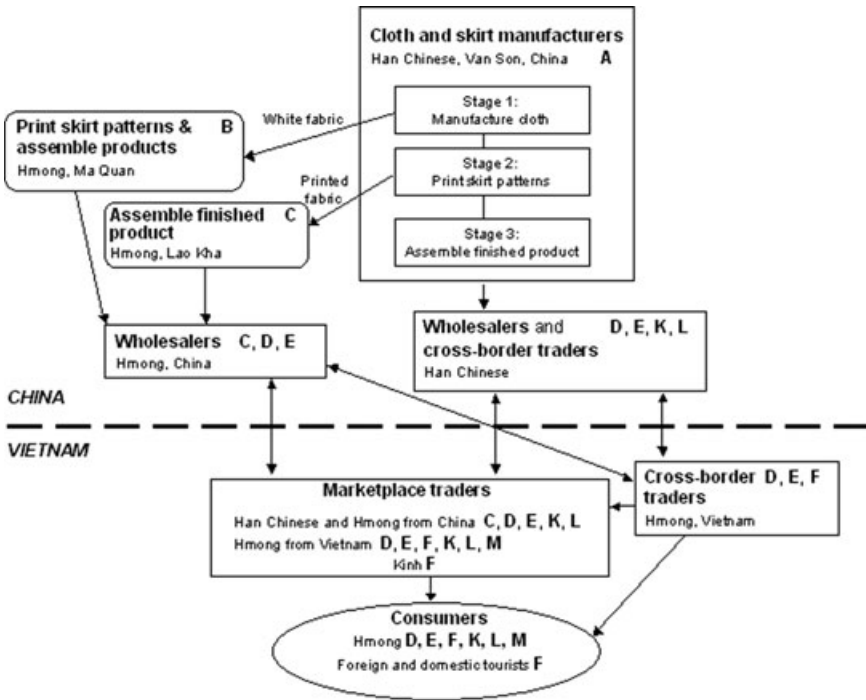 Cloth and skirt manufacturers
Han Chinese, Van Son, China A
Stage 1:
Manufacture cloth
Stage 2:
Print skirt patterns
Stage 3:
Assemble finished product
White fabric
Printed
fabric
Print skirt patterns & B
assemble products
Hmong, Ma Quan
Assemble finished C
product
Hmong, Lao Kha
Wholesalers C, D, E
Hmong, China
Wholesalers and D, E, K, L
cross-border traders
Han Chinese
CHINA
VIETNAM
Marketplace traders
Han Chinese and Hmong from China C, D, E, K, L
Hmong from Vietnam D, E, F, K, L, M
Kinh F
Cross-border D, E, F
traders
Hmong, Vietnam
Consumers
Hmong D, E, F, K, L, M
Foreign and domestic tourists F